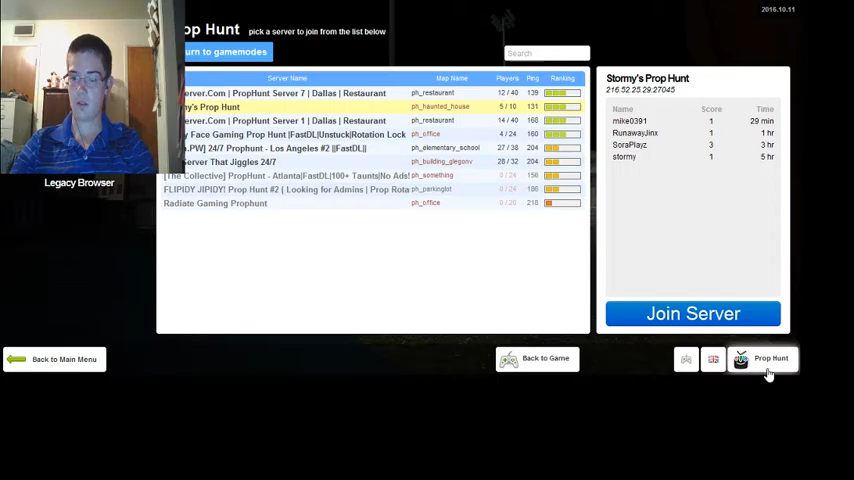 2016.10.11
op Hunt pick a server to join from the list below
urn to gamemodes
Search
Server Name Map Name Players Ping Ranking
erver.Com | PropHunt Server 7 | Dallas | Restaurant ph_restaurant 12 / 40 139
my's Prop Hunt ph_haunted_house 5 / 10 131
erver.Com | PropHunt Server 1 | Dallas | Restaurant ph_restaurant 14 / 40 168
y Face Gaming Prop Hunt |FastDL|Unstuck|Rotation Lock ph_office 4 / 24 160
n.PW] 24/7 Prophunt - Los Angeles #2 ||FastDL|| ph_elementary_school 27 / 38 204
Server That Jiggles 24/7 ph_building_glegonv 28 / 32 204
[The Collective] PropHunt - Atlanta|FastDL|100+ Taunts|No Ads! ph_something 0 / 24 156
FLIPIDY JIPIDY! Prop Hunt #2 ( Looking for Admins | Prop Rota ph_parkinglot 0 / 24 186
Radiate Gaming Prophunt ph_office 0 / 20 218
Stormy's Prop Hunt
216.52.25.29:27045
Name Score Time
mike0391 1 29 min
RunawayJinx 1 1 hr
SoraPlayz 3 3 hr
stormy 1 5 hr
Join Server
Legacy Browser
Back to Main Menu
Back to Game
Prop Hunt